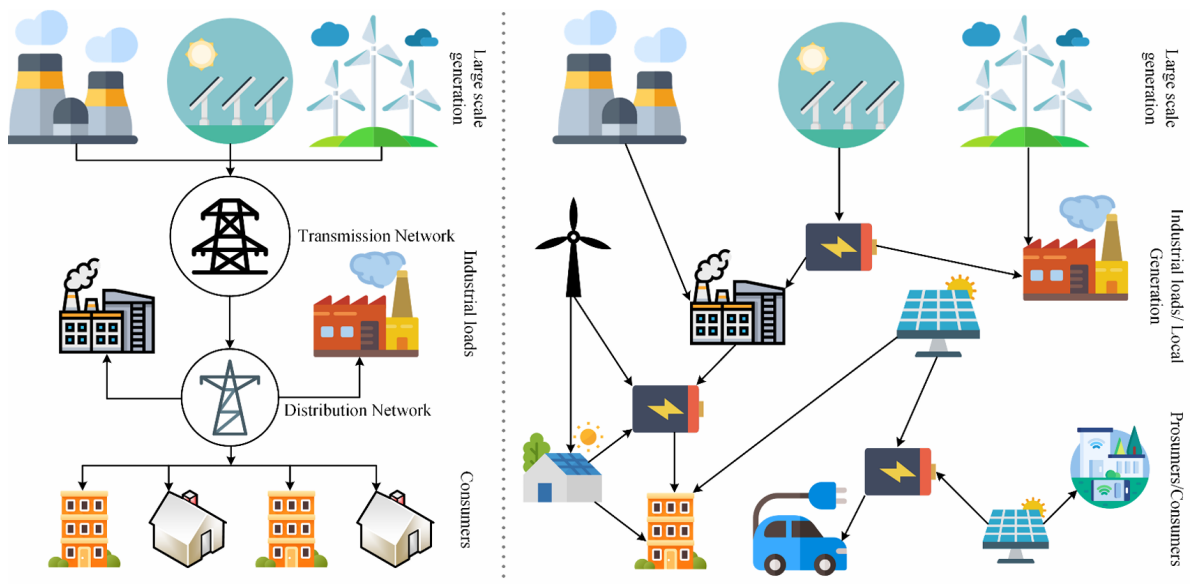 Large scale
generation
Transmission Network
Industrial loads
Distribution Network
Consumers
Large scale
generation
Industrial loads/ Local
Generation
Prosumers/Consumers